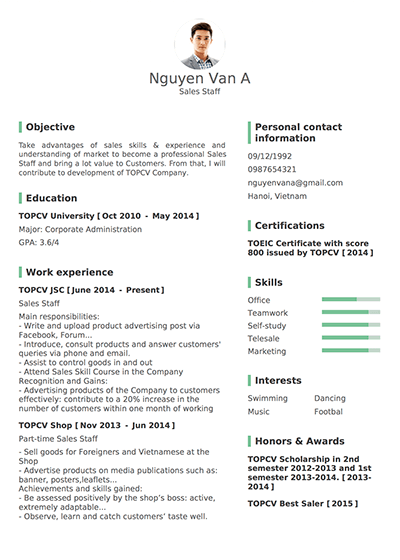 Nguyen Van A
Sales Staff
Objective
Take advantages of sales skills & experience and
understanding of market to become a professional Sales
Staff and bring a lot value to Customers. From that, I will
contribute to development of TOPCV Company.
Education
TOPCV University [ Oct 2010 - May 2014 ]
Major: Corporate Administration
GPA: 3.6/4
Work experience
TOPCV JSC [ June 2014 - Present ]
Sales Staff
Main responsibilities:
- Write and upload product advertising post via
Facebook, Forum...
- Introduce, consult products and answer customers'
queries via phone and email.
- Assist to control goods in and out
- Attend Sales Skill Course in the Company
Recognition and Gains:
- Advertising products of the Company to customers
effectively: contribute to a 20% increase in the
number of customers within one month of working
TOPCV Shop [ Nov 2013 - Jun 2014 ]
Part-time Sales Staff
- Sell goods for Foreigners and Vietnamese at the
Shop
- Advertise products on media publications such as:
banner, posters,leaflets...
Achievements and skills gained:
- Be assessed positively by the shop's boss: active,
extremely adaptable...
- Observe, learn and catch customers' taste well.
Personal contact
information
09/12/1992
0987654321
nguyenvana@gmail.com
Hanoi, Vietnam
Certifications
TOEIC Certificate with score
800 issued by TOPCV [ 2014 ]
Skills
Office
Teamwork
Self-study
Telesale
Marketing
Interests
Swimming Dancing
Music Footbal
Honors & Awards
TOPCV Scholarship in 2nd
semester 2012-2013 and 1st
semester 2013-2014. [ 2013-
2014 ]
TOPCV Best Saler [ 2015 ]